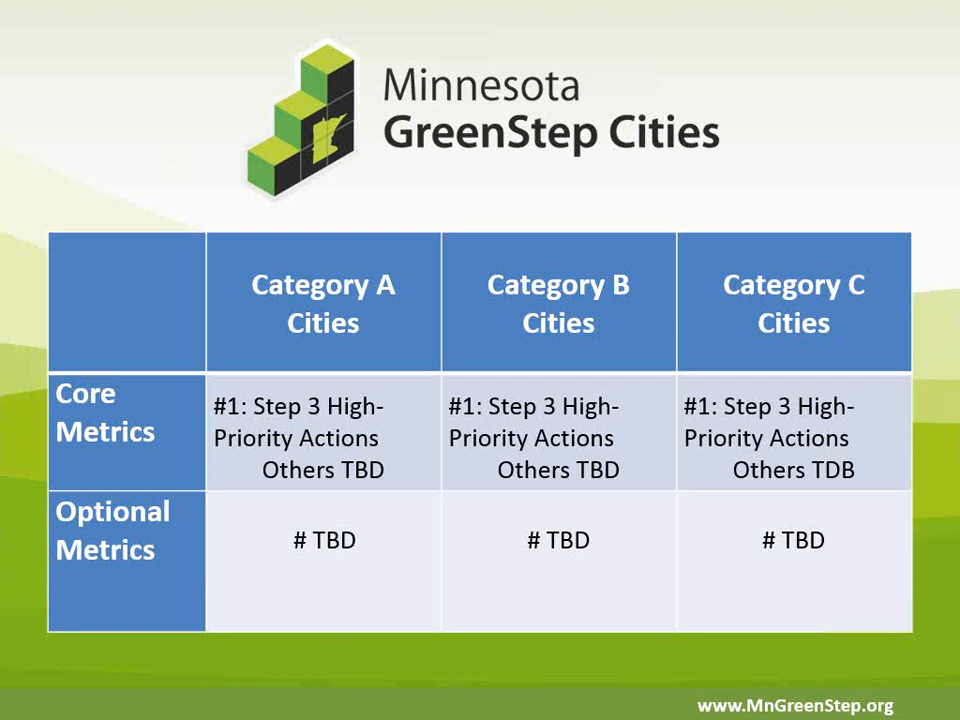 Minnesota
GreenStep Cities
Category A
Cities
Category B
Cities
Category C
Cities
Core
Metrics
#1: Step 3 High-
Priority Actions
Others TBD
#1: Step 3 High-
Priority Actions
Others TBD
#1: Step 3 High-
Priority Actions
Others TDB
Optional
Metrics
# TBD
# TBD
# TBD
www.MnGreenStep.org